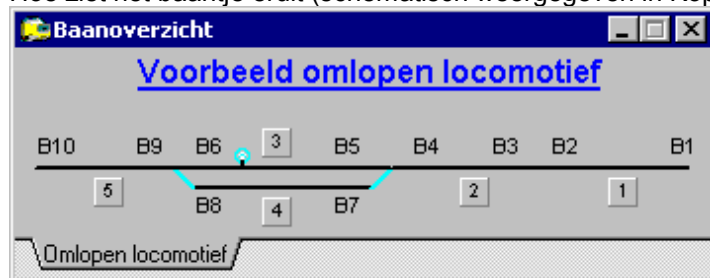 Baanoverzicht
Voorbeeld omlopen locomotief
B10 B9 B6 3 B5 B4 B3 B2 B1
5 B8 4 B7 2 1
Omlopen locomotief